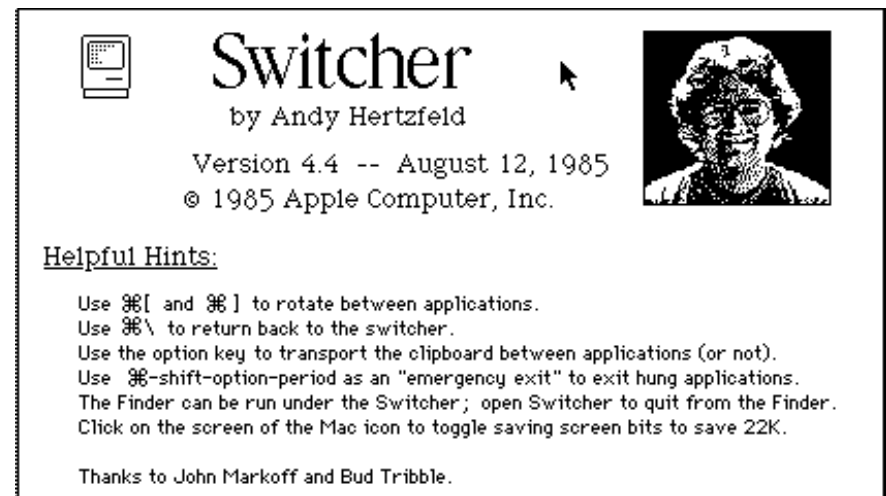 Switcher
by Andy Hertzfeld
Version 4.4 -- August 12, 1985
© 1985 Apple Computer, Inc.
Helpful Hints:
Use ⌘[ and ⌘] to rotate between applications.
Use ⌘\ to return back to the switcher.
Use the option key to transport the clipboard between applications (or not).
Use ⌘-shift-option-period as an "emergency exit" to exit hung applications.
The Finder can be run under the Switcher; open Switcher to quit from the Finder.
Click on the screen of the Mac icon to toggle saving screen bits to save 22K.
Thanks to John Markoff and Bud Tribble.